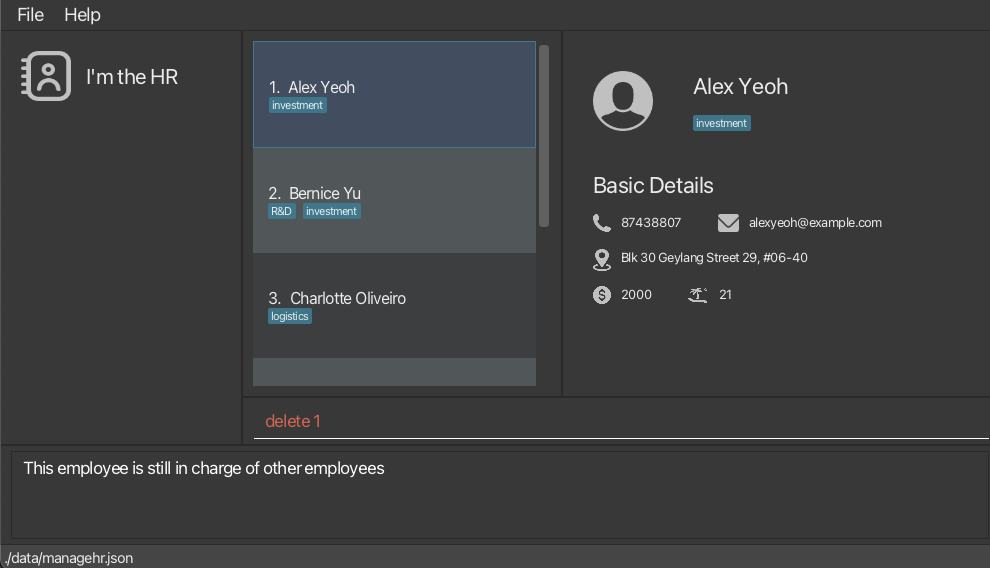 File Help
I'm the HR
1. Alex Yeoh
investment
2. Bernice Yu
R&D investment
3. Charlotte Oliveiro
logistics
Alex Yeoh
investment
Basic Details
87438807 alexyeoh@example.com
Blk 30 Geylang Street 29, #06-40
$ 2000 21
delete 1
This employee is still in charge of other employees
./data/managehr.json